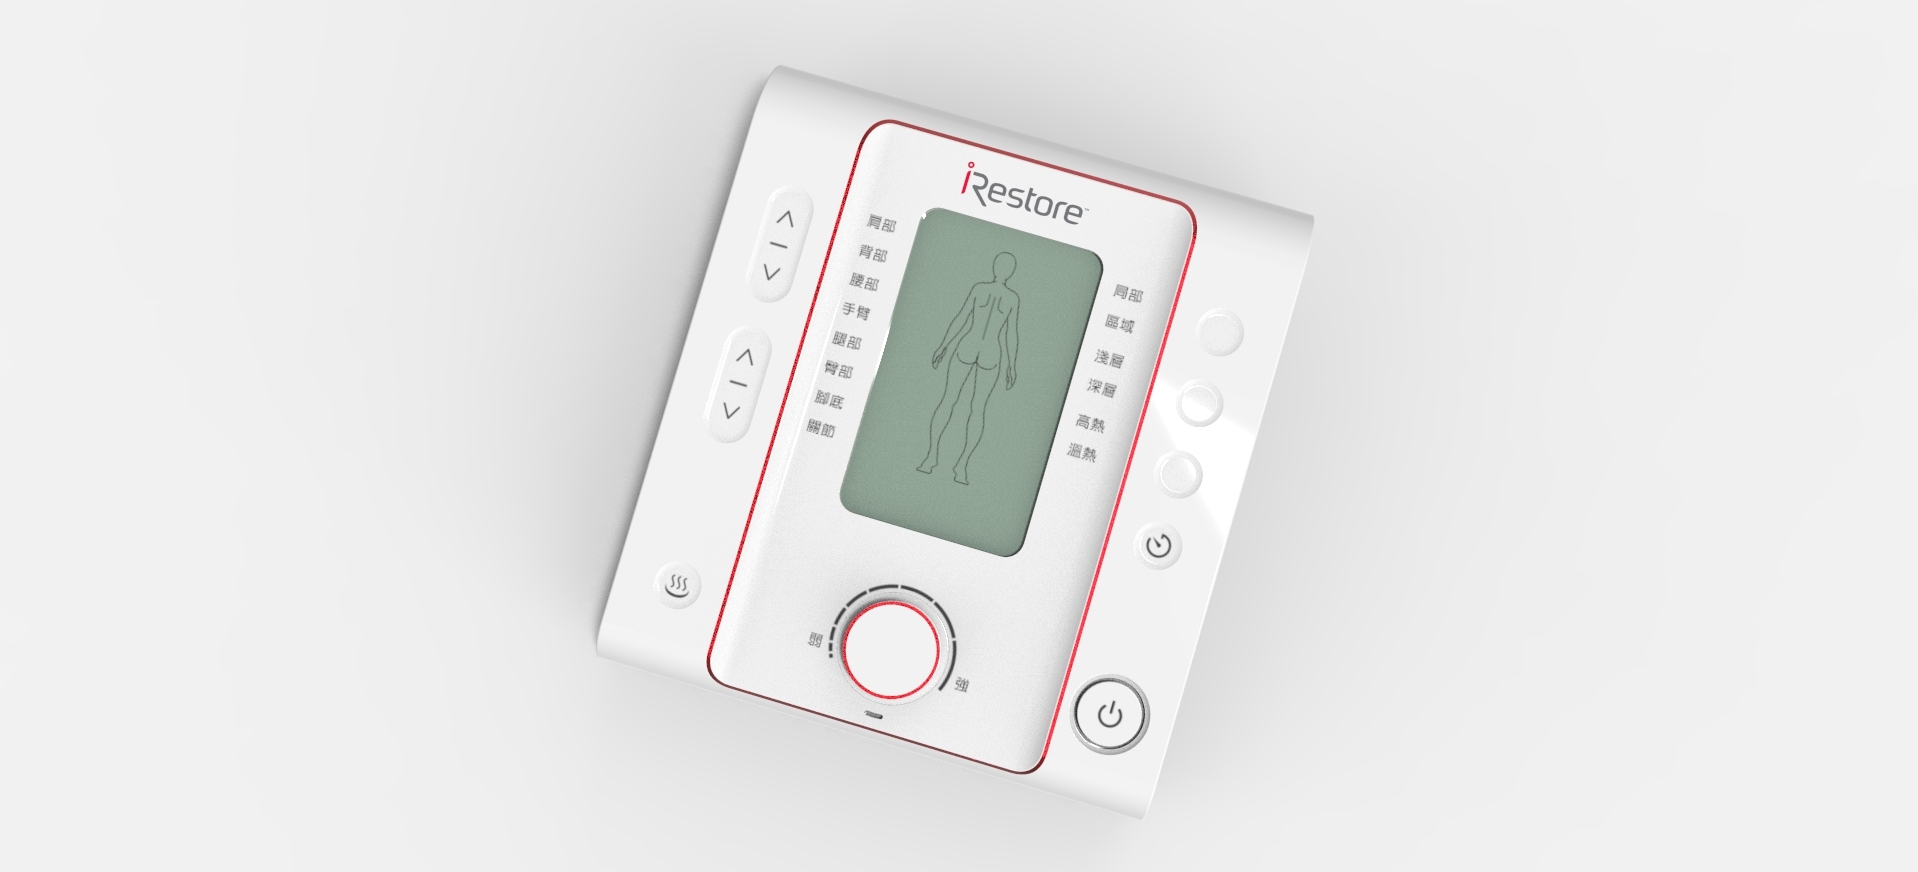 iRestore™
肩部
背部
腰部
手臂
腿部
臀部
腳底
關節
局部
區域
淺層
深層
高熱
溫熱
弱
強